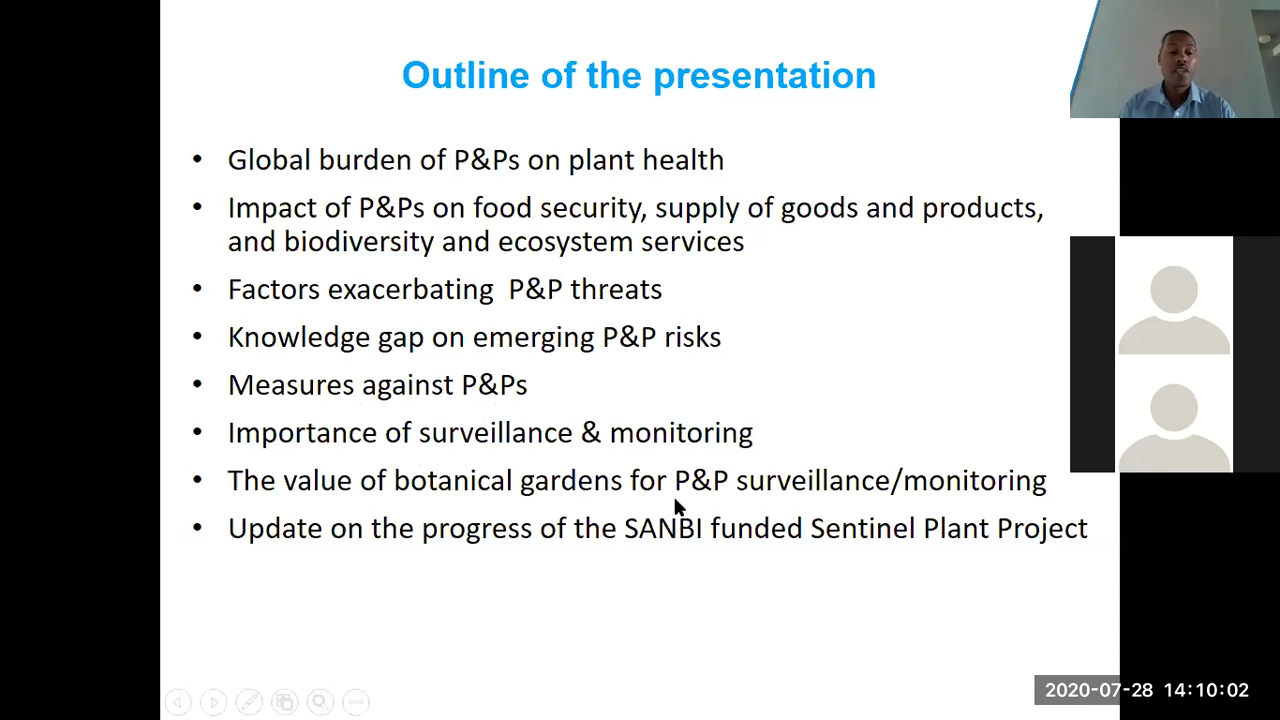 Outline of the presentation
• Global burden of P&Ps on plant health
• Impact of P&Ps on food security, supply of goods and products,
and biodiversity and ecosystem services
• Factors exacerbating  P&P threats
• Knowledge gap on emerging P&P risks
• Measures against P&Ps
• Importance of surveillance & monitoring
• The value of botanical gardens for P&P surveillance/monitoring
• Update on the progress of the SANBI funded Sentinel Plant Project
2020-07-28 14:10:02